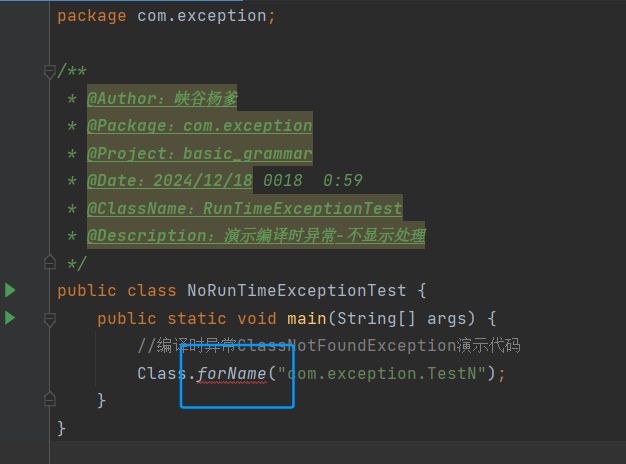 package com.exception;
/**
* @Author：峡谷杨爹
* @Package：com.exception
* @Project：basic_grammar
* @Date：2024/12/18 0018  0:59
* @ClassName：RunTimeExceptionTest
* @Description：演示编译时异常-不显示处理
*/
public class NoRunTimeExceptionTest {
public static void main(String[] args) {
//编译时异常ClassNotFoundException演示代码
Class.forName("com.exception.TestN");
}
}